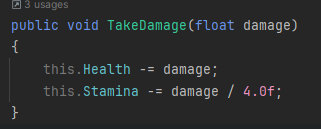 3 usages
public void TakeDamage(float damage)
{
    this.Health -= damage;
    this.Stamina -= damage / 4.0f;
}